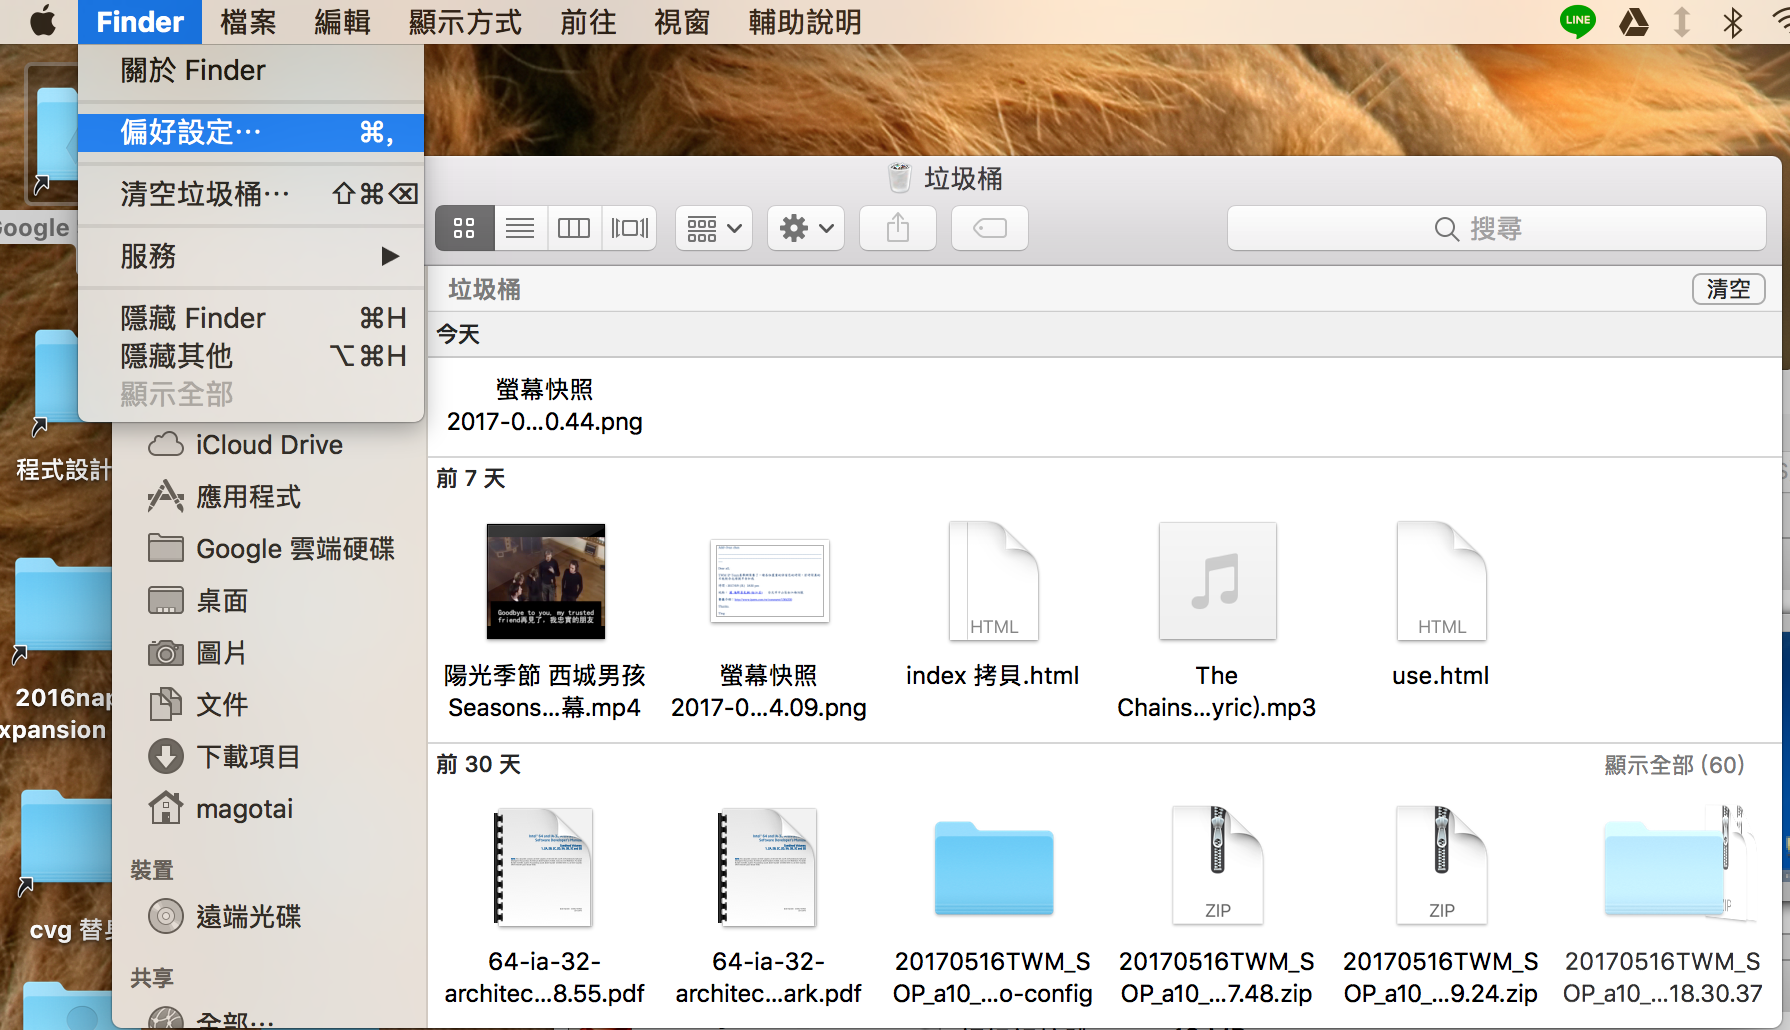 Finder 檔案 編輯 顯示方式 前往 視窗 輔助說明
LINE
關於 Finder
偏好設定⋯ ⌘,
清空垃圾桶⋯ ⇧⌘⌫
服務 ▶
隱藏 Finder ⌘H
隱藏其他 ⌥⌘H
顯示全部
Google
程式設計
2016nap
xpansion
cvg 替身
iCloud Drive
應用程式
Google 雲端硬碟
桌面
圖片
文件
下載項目
magotai
裝置
遠端光碟
共享
全部⋯
垃圾桶
搜尋
垃圾桶
清空
今天
螢幕快照
2017-0...0.44.png
前 7 天
Goodbye to you, my trusted
friend再見了，我忠實的朋友
HTML
HTML
陽光季節 西城男孩
Seasons...幕.mp4
螢幕快照
2017-0...4.09.png
index 拷貝.html
The
Chains...yric).mp3
use.html
前 30 天
顯示全部 (60)
ZIP
ZIP
64-ia-32-
architec...8.55.pdf
64-ia-32-
architec...ark.pdf
20170516TWM_S
OP_a10_...o-config
20170516TWM_S
OP_a10_...7.48.zip
20170516TWM_S
OP_a10_...9.24.zip
20170516TWM_S
OP_a10_...18.30.37